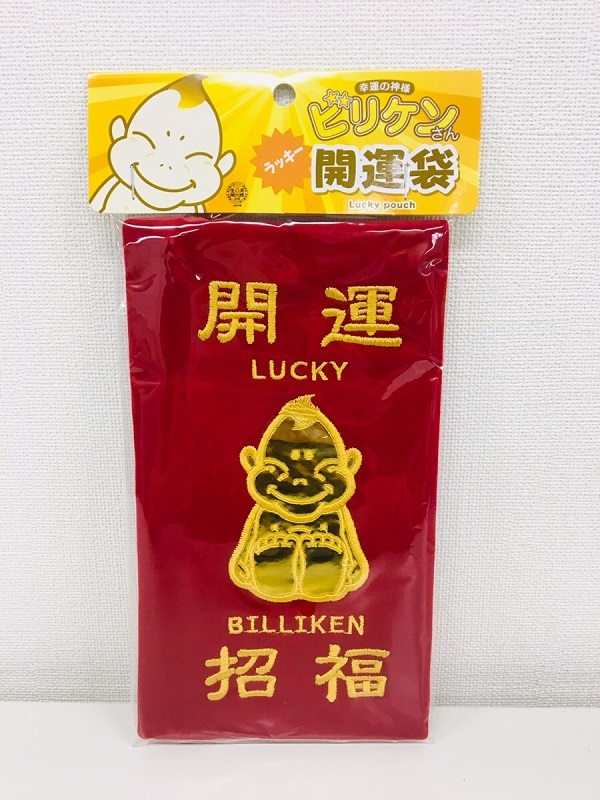 幸運の神様
ビリケンさん
ラッキー
開運袋
Lucky pouch
開運
LUCKY
BILLIKEN
招福